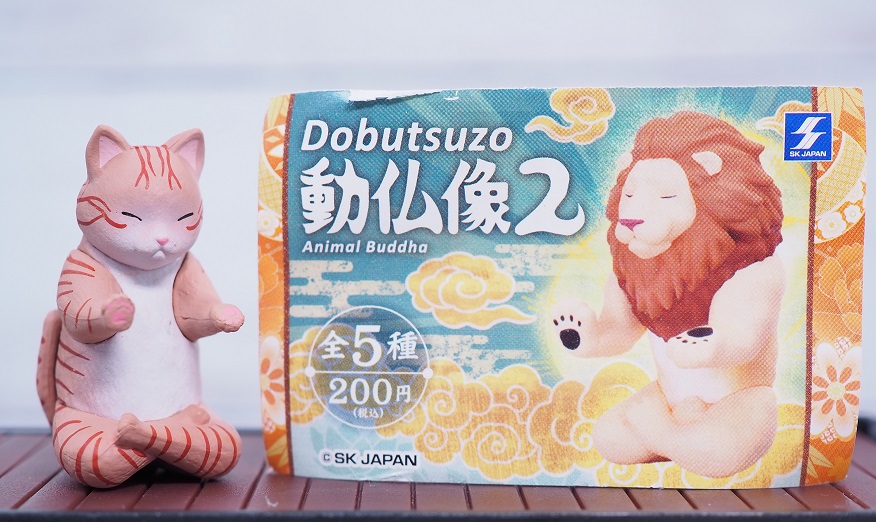 Dobutsuzo
動仏像2
Animal Buddha
SK JAPAN
全5種
200円
(税込)
© SK JAPAN